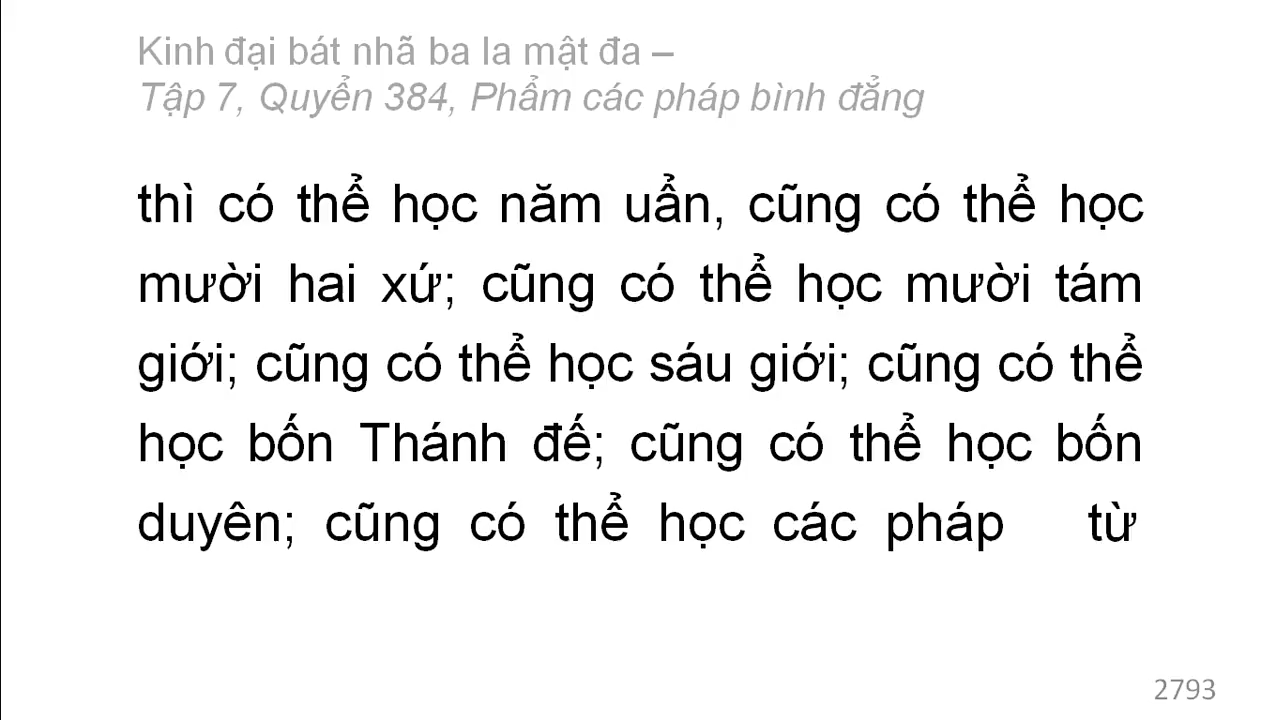 Kinh đại bát nhã ba la mật đa –
Tập 7, Quyển 384, Phẩm các pháp bình đẳng
thì có thể học năm uẩn, cũng có thể học
mười hai xứ; cũng có thể học mười tám
giới; cũng có thể học sáu giới; cũng có thể
học bốn Thánh đế; cũng có thể học bốn
duyên; cũng có thể học các pháp từ
2793